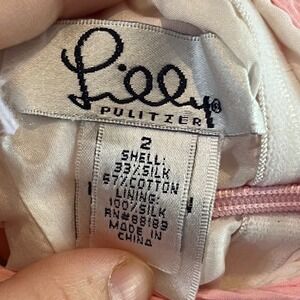 Lilly®
PULITZER
2
SHELL:
33% SILK
67% COTTON
LINING:
100% SILK
RN#88189
MADE IN
CHINA